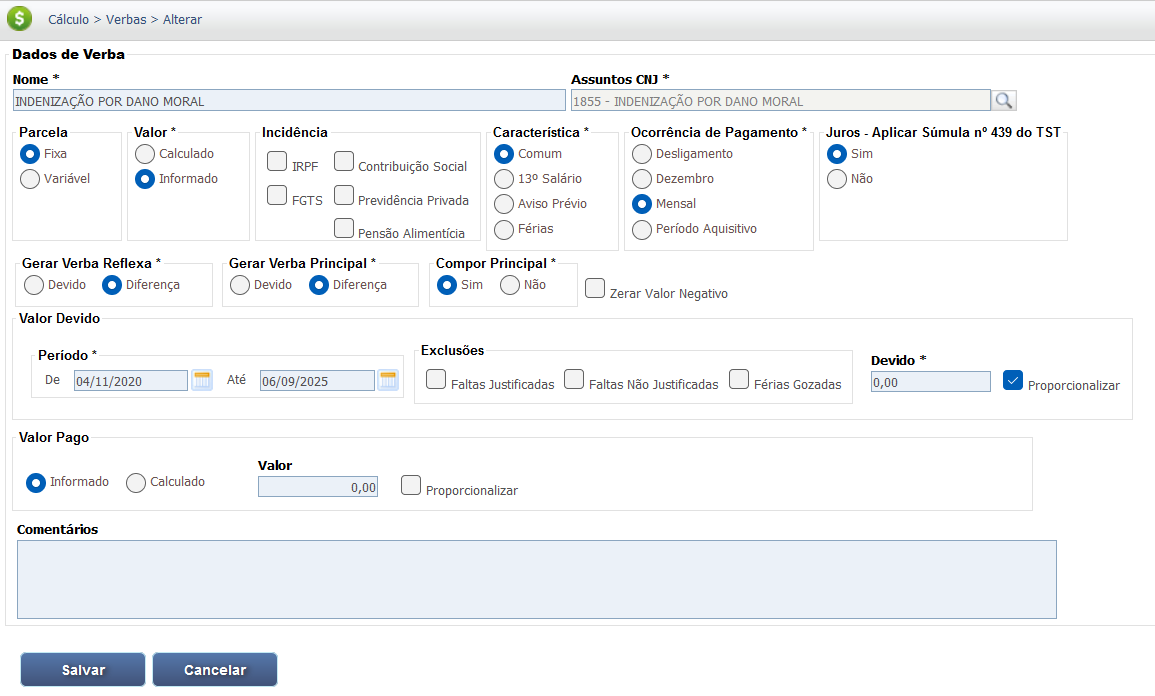 Cálculo > Verbas > Alterar
Dados de Verba
Nome * Assuntos CNJ *
INDENIZAÇÃO POR DANO MORAL 1855 - INDENIZAÇÃO POR DANO MORAL
Parcela Valor * Incidência Característica * Ocorrência de Pagamento * Juros - Aplicar Súmula nº 439 do TST
Fixa Calculado IRPF Contribuição Social Comum Desligamento Sim
Variável Informado FGTS Previdência Privada 13º Salário Dezembro Não
Pensão Alimentícia Aviso Prévio Mensal
Férias Período Aquisitivo
Gerar Verba Reflexa * Gerar Verba Principal * Compor Principal *
Devido Diferença Devido Diferença Sim Não Zerar Valor Negativo
Valor Devido
Período * Exclusões Devido *
De 04/11/2020 Até 06/09/2025 Faltas Justificadas Faltas Não Justificadas Férias Gozadas 0,00 Proporcionalizar
Valor Pago
Informado Calculado Valor
0,00 Proporcionalizar
Comentários
Salvar Cancelar